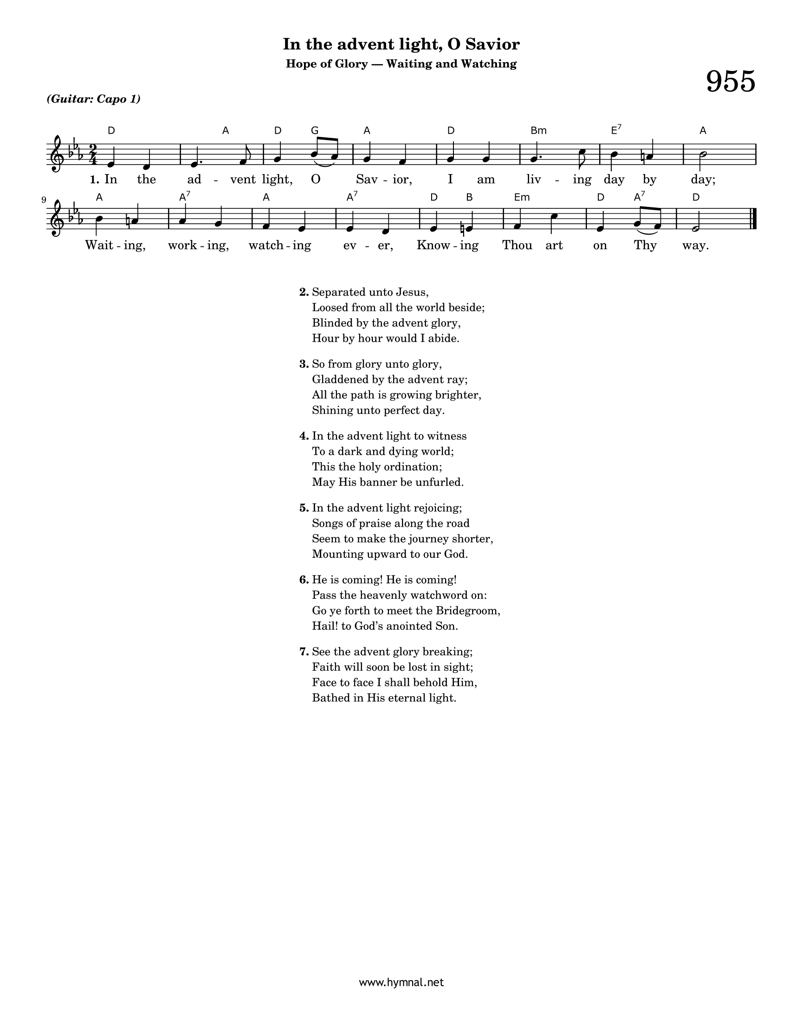 In the advent light, O Savior
Hope of Glory — Waiting and Watching
955
(Guitar: Capo 1)
D A D G A D Bm E7 A
1. In the ad - vent light, O Sav - ior, I am liv - ing day by day;
9 A A7 A A7 D B Em D A7 D
Wait - ing, work - ing, watch - ing ev - er, Know - ing Thou art on Thy way.
2. Separated unto Jesus,
Loosed from all the world beside;
Blinded by the advent glory,
Hour by hour would I abide.
3. So from glory unto glory,
Gladdened by the advent ray;
All the path is growing brighter,
Shining unto perfect day.
4. In the advent light to witness
To a dark and dying world;
This the holy ordination;
May His banner be unfurled.
5. In the advent light rejoicing;
Songs of praise along the road
Seem to make the journey shorter,
Mounting upward to our God.
6. He is coming! He is coming!
Pass the heavenly watchword on:
Go ye forth to meet the Bridegroom,
Hail! to God's anointed Son.
7. See the advent glory breaking;
Faith will soon be lost in sight;
Face to face I shall behold Him,
Bathed in His eternal light.
www.hymnal.net